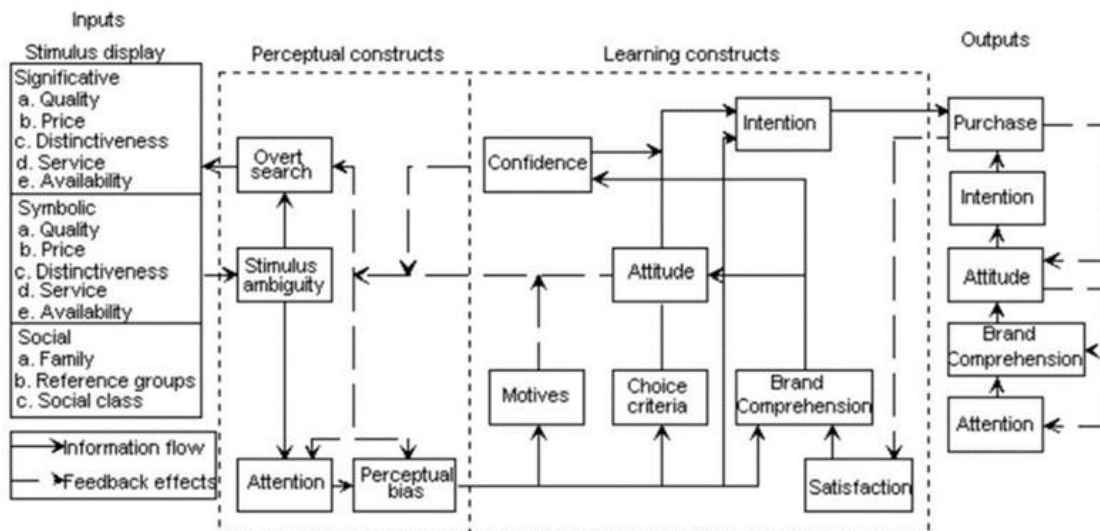 Inputs
Stimulus display
Significative
a. Quality
b. Price
c. Distinctiveness
d. Service
e. Availability
Symbolic
a. Quality
b. Price
c. Distinctiveness
d. Service
e. Availability
Social
a. Family
b. Reference groups
c. Social class
Information flow
Feedback effects
Perceptual constructs
Overt
search
Stimulus
ambiguity
Attention
Perceptual
bias
Learning constructs
Confidence
Intention
Attitude
Motives
Choice
criteria
Brand
Comprehension
Satisfaction
Outputs
Purchase
Intention
Attitude
Brand
Comprehension
Attention